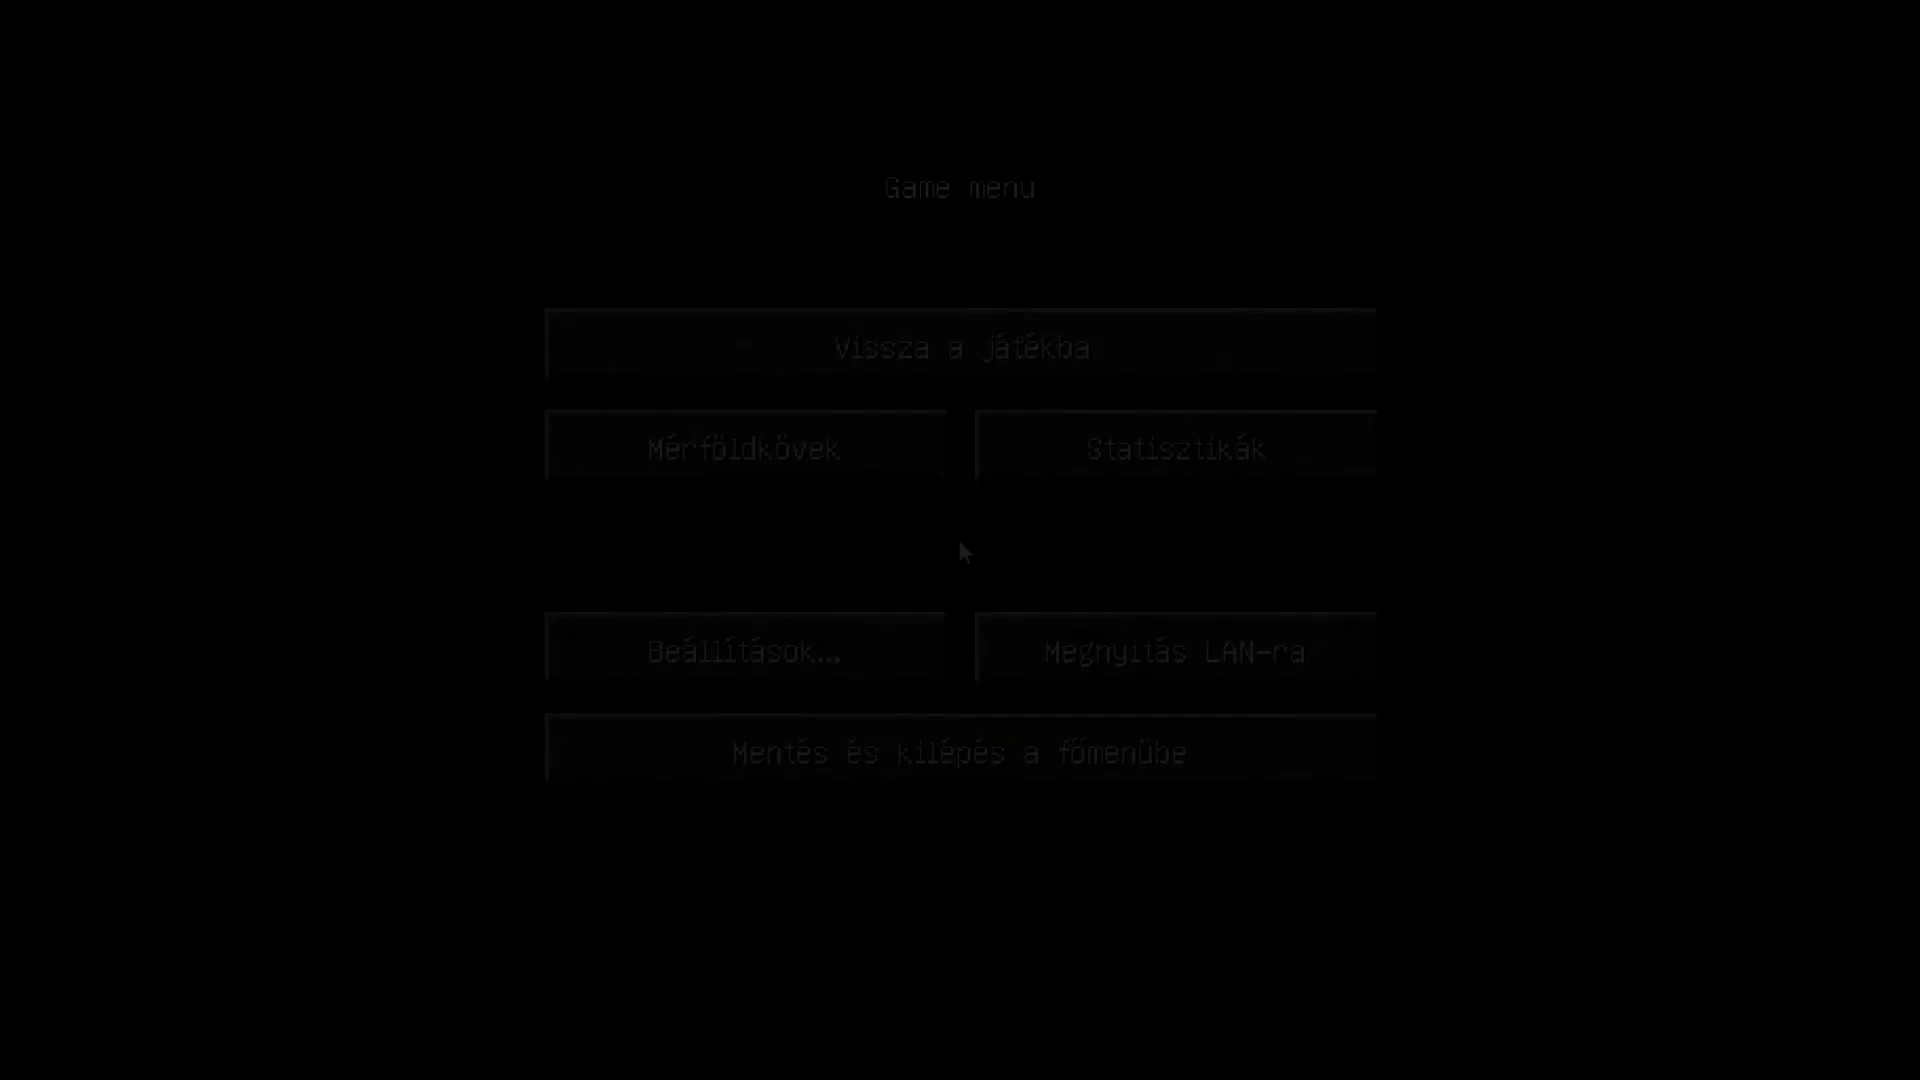 Game menu
Vissza a játékba
Mérföldkövek
Statisztikák
Beállítások...
Megnyitás LAN-ra
Mentés és kilépés a főmenübe